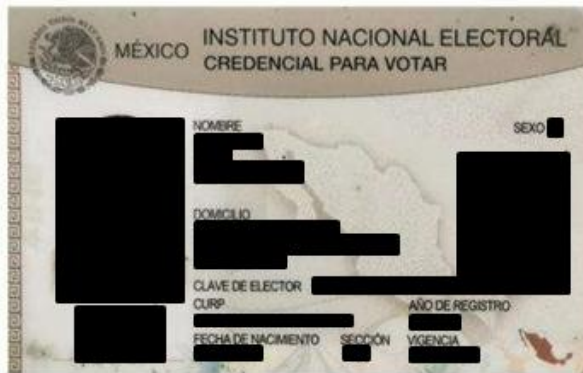 MÉXICO INSTITUTO NACIONAL ELECTORAL
CREDENCIAL PARA VOTAR
NOMBRE SEXO
DOMICILIO
CLAVE DE ELECTOR
CURP AÑO DE REGISTRO
FECHA DE NACIMIENTO SECCIÓN VIGENCIA